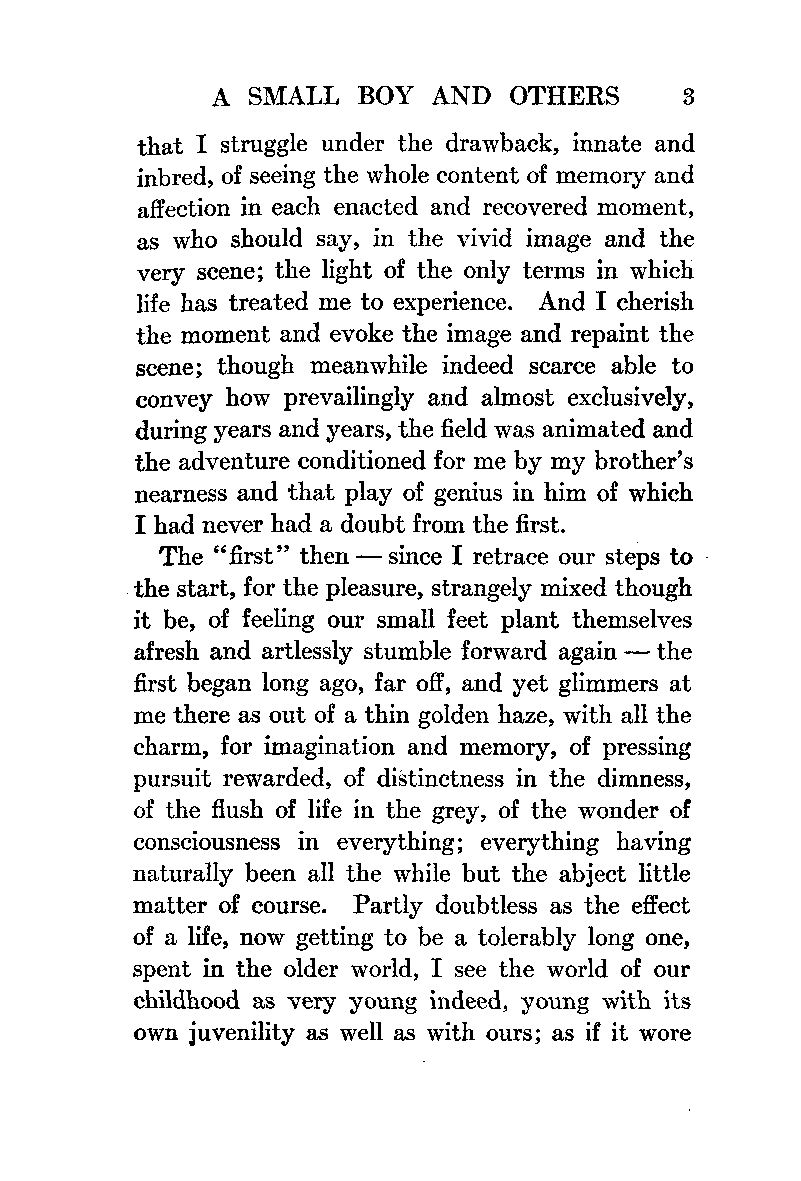 A SMALL BOY AND OTHERS 3
that I struggle under the drawback, innate and
inbred, of seeing the whole content of memory and
affection in each enacted and recovered moment,
as who should say, in the vivid image and the
very scene; the light of the only terms in which
life has treated me to experience. And I cherish
the moment and evoke the image and repaint the
scene; though meanwhile indeed scarce able to
convey how prevailingly and almost exclusively,
during years and years, the field was animated and
the adventure conditioned for me by my brother's
nearness and that play of genius in him of which
I had never had a doubt from the first.
The "first" then — since I retrace our steps to
the start, for the pleasure, strangely mixed though
it be, of feeling our small feet plant themselves
afresh and artlessly stumble forward again — the
first began long ago, far off, and yet glimmers at
me there as out of a thin golden haze, with all the
charm, for imagination and memory, of pressing
pursuit rewarded, of distinctness in the dimness,
of the flush of life in the grey, of the wonder of
consciousness in everything; everything having
naturally been all the while but the abject little
matter of course. Partly doubtless as the effect
of a life, now getting to be a tolerably long one,
spent in the older world, I see the world of our
childhood as very young indeed, young with its
own juvenility as well as with ours; as if it wore